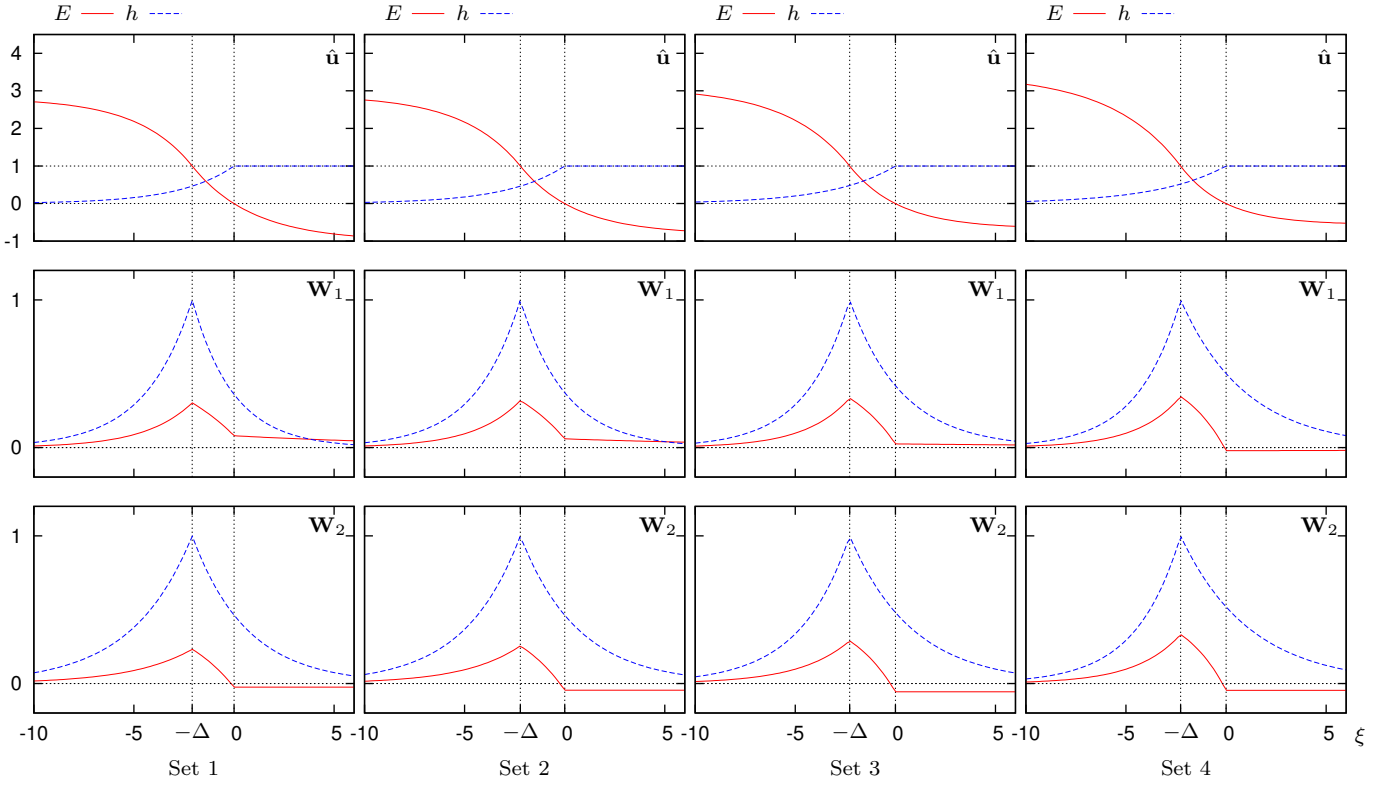 E h E h E h E h
4 û û û û
3
2
1
0
-1
1 W₁ W₁ W₁ W₁
0
1 W₂ W₂ W₂ W₂
0
-10 -5 −Δ 0 5 -10 -5 −Δ 0 5 -10 -5 −Δ 0 5 -10 -5 −Δ 0 5 ξ
Set 1 Set 2 Set 3 Set 4